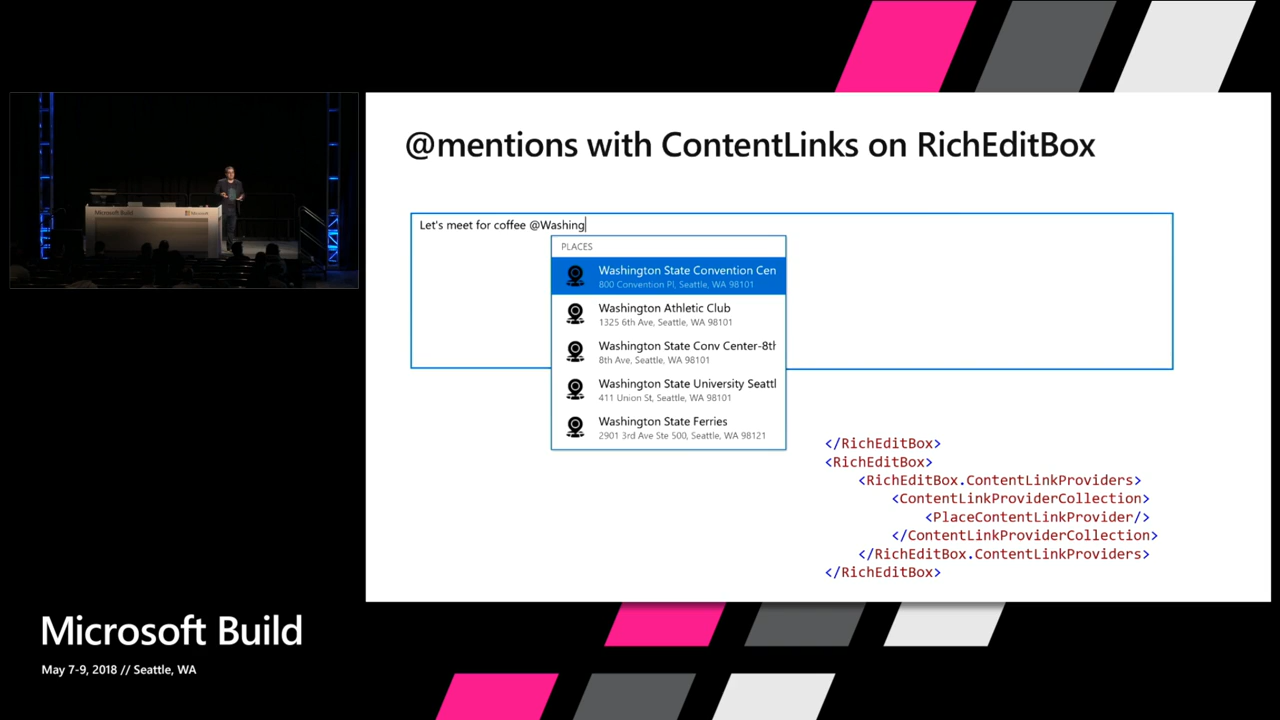 @mentions with ContentLinks on RichEditBox
Let's meet for coffee @Washing
PLACES
Washington State Convention Cen
800 Convention Pl, Seattle, WA 98101
Washington Athletic Club
1325 6th Ave, Seattle, WA 98101
Washington State Conv Center-8th
8th Ave, Seattle, WA 98101
Washington State University Seattl
411 Union St, Seattle, WA 98101
Washington State Ferries
2901 3rd Ave Ste 500, Seattle, WA 98121
</RichEditBox>
<RichEditBox>
<RichEditBox.ContentLinkProviders>
<ContentLinkProviderCollection>
<PlaceContentLinkProvider/>
</ContentLinkProviderCollection>
</RichEditBox.ContentLinkProviders>
</RichEditBox>
Microsoft Build
Microsoft
Microsoft Build
May 7-9, 2018 // Seattle, WA